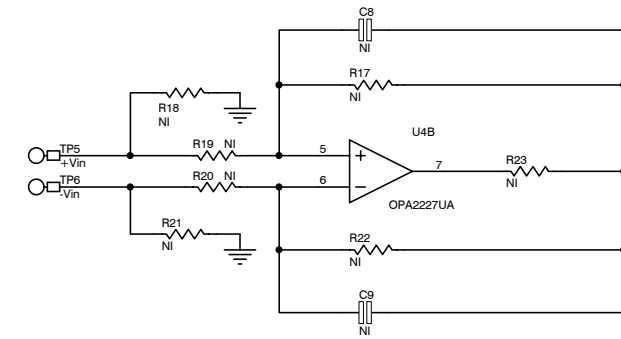 C8
NI
R17
NI
R18
NI
U4B
R19 NI
5
TP5
+Vin
7
R23
NI
R20 NI
6
TP6
-Vin
OPA2227UA
R21
NI
R22
NI
C9
NI